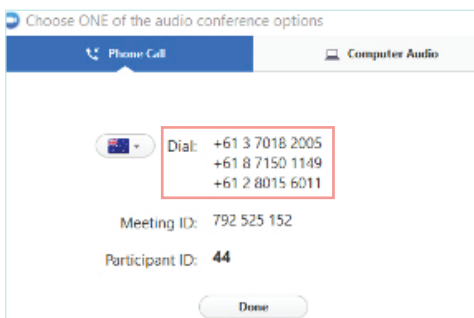 Choose ONE of the audio conference options
Phone Call
Computer Audio
Dial: +61 3 7018 2005
+61 8 7150 1149
+61 2 8015 6011
Meeting ID: 792 525 152
Participant ID: 44
Done